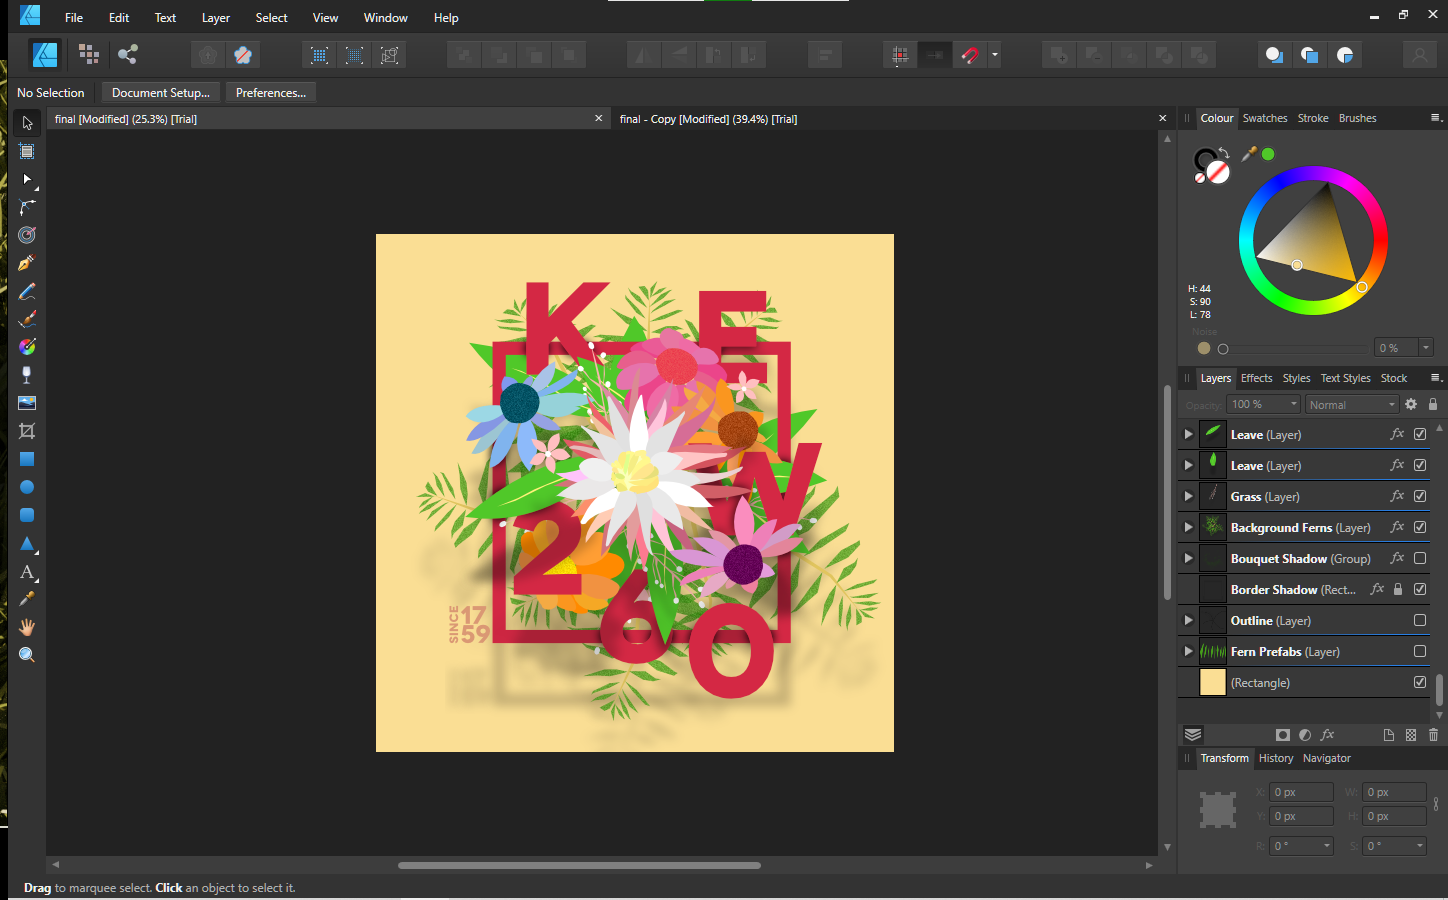 File Edit Text Layer Select View Window Help
No Selection Document Setup... Preferences...
final [Modified] (25.3%) [Trial]
final - Copy [Modified] (39.4%) [Trial]
Colour Swatches Stroke Brushes
H: 44
S: 90
L: 78
Noise
0 %
Layers Effects Styles Text Styles Stock
Opacity: 100 % Normal
Leave (Layer)
Leave (Layer)
Grass (Layer)
Background Ferns (Layer)
Bouquet Shadow (Group)
Border Shadow (Rect...
Outline (Layer)
Fern Prefabs (Layer)
(Rectangle)
Transform History Navigator
X: 0 px W: 0 px
Y: 0 px H: 0 px
R: 0 ° S: 0 °
K E
W
2 6 0
SINCE 17
59
Drag to marquee select. Click an object to select it.